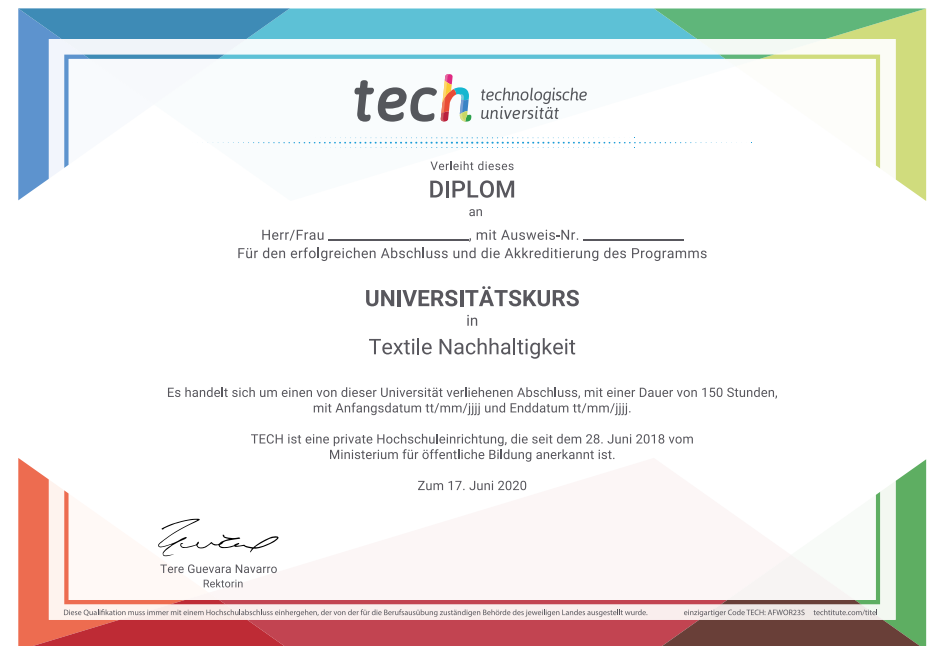 tech technologische
universität
Verleiht dieses
DIPLOM
an
Herr/Frau ____________, mit Ausweis-Nr. ____________
Für den erfolgreichen Abschluss und die Akkreditierung des Programms
UNIVERSITÄTSKURS
in
Textile Nachhaltigkeit
Es handelt sich um einen von dieser Universität verliehenen Abschluss, mit einer Dauer von 150 Stunden,
mit Anfangsdatum tt/mm/jjjj und Enddatum tt/mm/jjjj.
TECH ist eine private Hochschuleinrichtung, die seit dem 28. Juni 2018 vom
Ministerium für öffentliche Bildung anerkannt ist.
Zum 17. Juni 2020
Tere Guevara Navarro
Rektorin
Diese Qualifikation muss immer mit einem Hochschulabschluss einhergehen, der von der für die Berufsausübung zuständigen Behörde des jeweiligen Landes ausgestellt wurde. einzigartiger Code TECH: AFWOR23S techtitute.com/titel